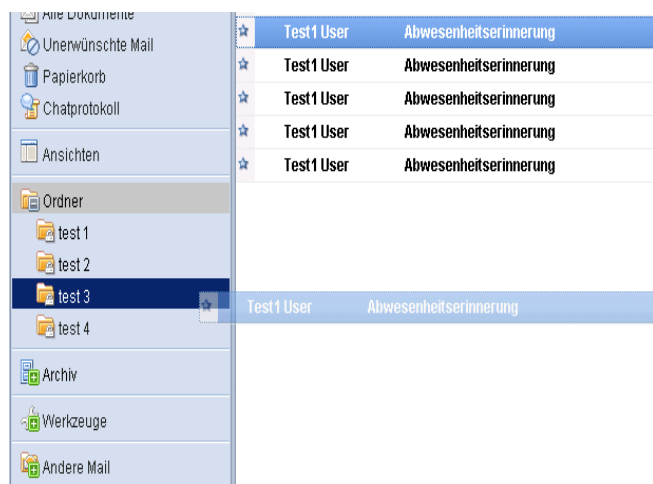 Alle Dokumente
Unerwünschte Mail
Papierkorb
Chatprotokoll
Ansichten
Ordner
test 1
test 2
test 3
test 4
Archiv
Werkzeuge
Andere Mail
Test1 User Abwesenheitserinnerung
Test1 User Abwesenheitserinnerung
Test1 User Abwesenheitserinnerung
Test1 User Abwesenheitserinnerung
Test1 User Abwesenheitserinnerung
Test1 User Abwesenheitserinnerung